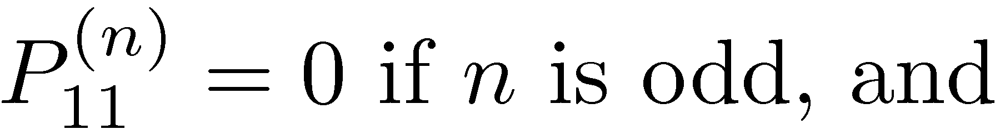 $P_{11}^{(n)} = 0$ if $n$ is odd, and